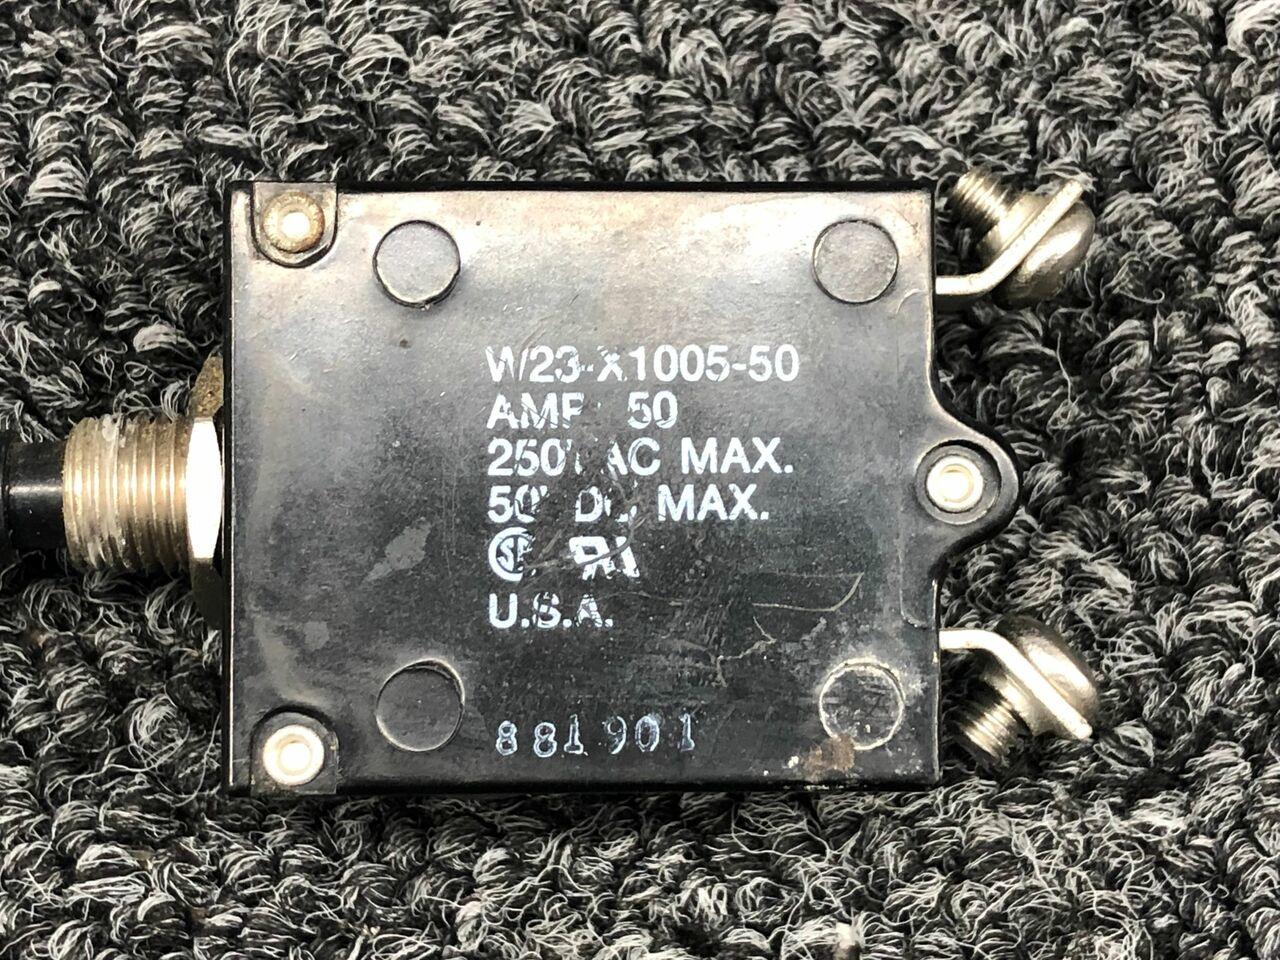 W23-X1005-50
AMP 50
250V AC MAX.
50V DC MAX.
U.S.A.
881901